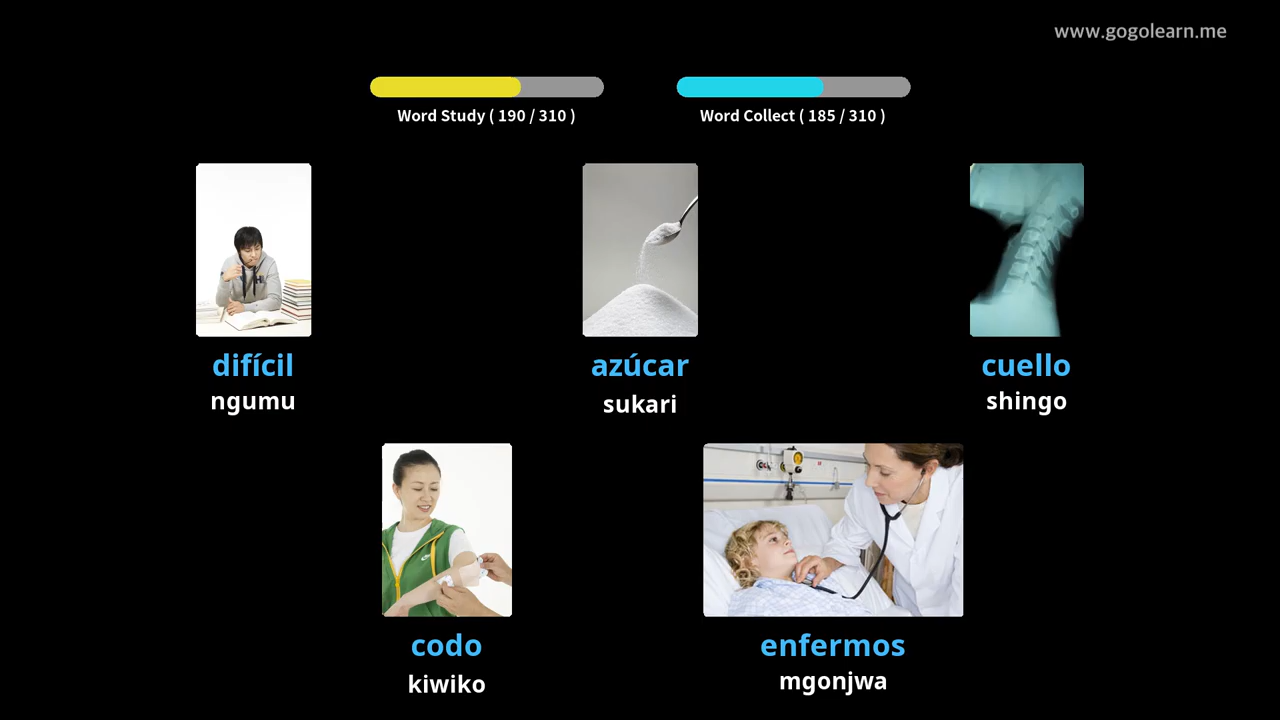 www.gogolearn.me
Word Study ( 190 / 310 )
Word Collect ( 185 / 310 )
difícil
ngumu
azúcar
sukari
cuello
shingo
codo
kiwiko
enfermos
mgonjwa